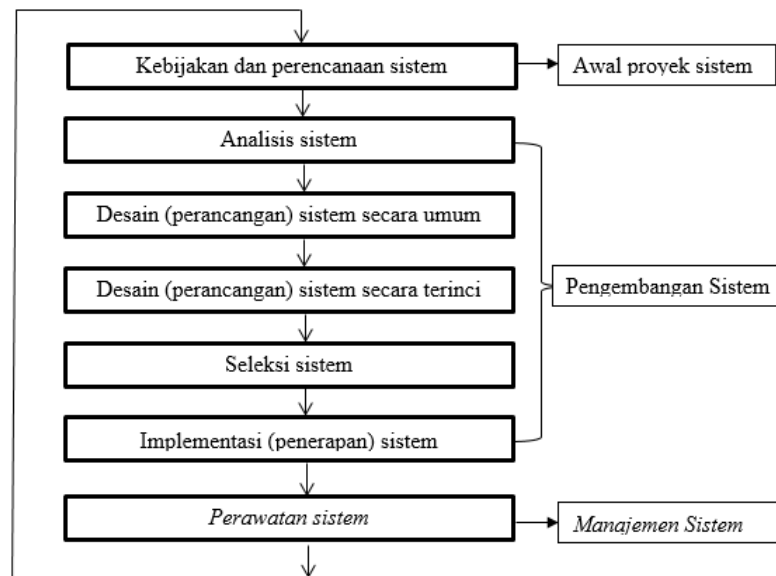 Kebijakan dan perencanaan sistem
Awal proyek sistem
Analisis sistem
Desain (perancangan) sistem secara umum
Desain (perancangan) sistem secara terinci
Pengembangan Sistem
Seleksi sistem
Implementasi (penerapan) sistem
Perawatan sistem
Manajemen Sistem